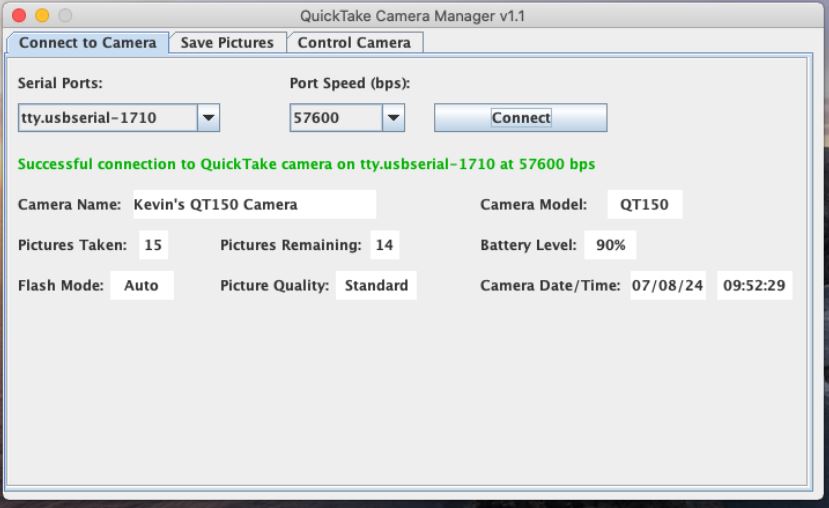 QuickTake Camera Manager v1.1
Connect to Camera Save Pictures Control Camera
Serial Ports: Port Speed (bps):
tty.usbserial-1710 57600 Connect
Successful connection to QuickTake camera on tty.usbserial-1710 at 57600 bps
Camera Name: Kevin's QT150 Camera Camera Model: QT150
Pictures Taken: 15 Pictures Remaining: 14 Battery Level: 90%
Flash Mode: Auto Picture Quality: Standard Camera Date/Time: 07/08/24 09:52:29